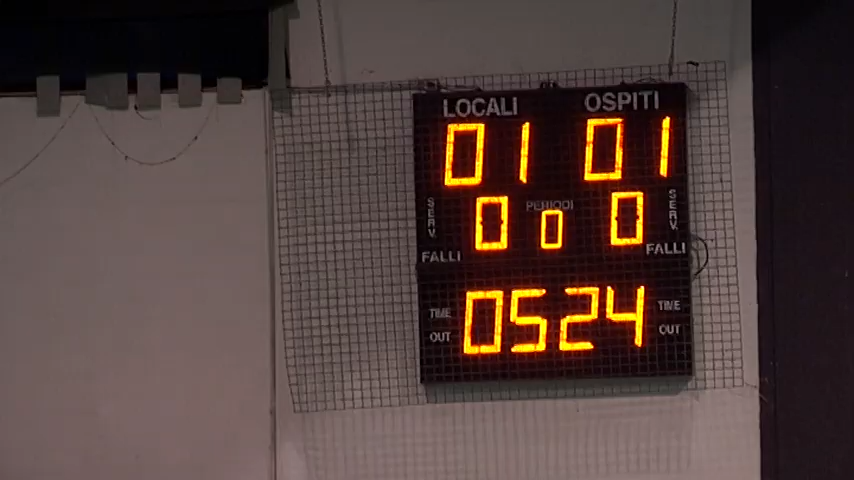 LOCALI OSPITI
01 01
SERV. PERIODI SERV.
0 0 0
FALLI FALLI
TIME OUT 0524 TIME OUT